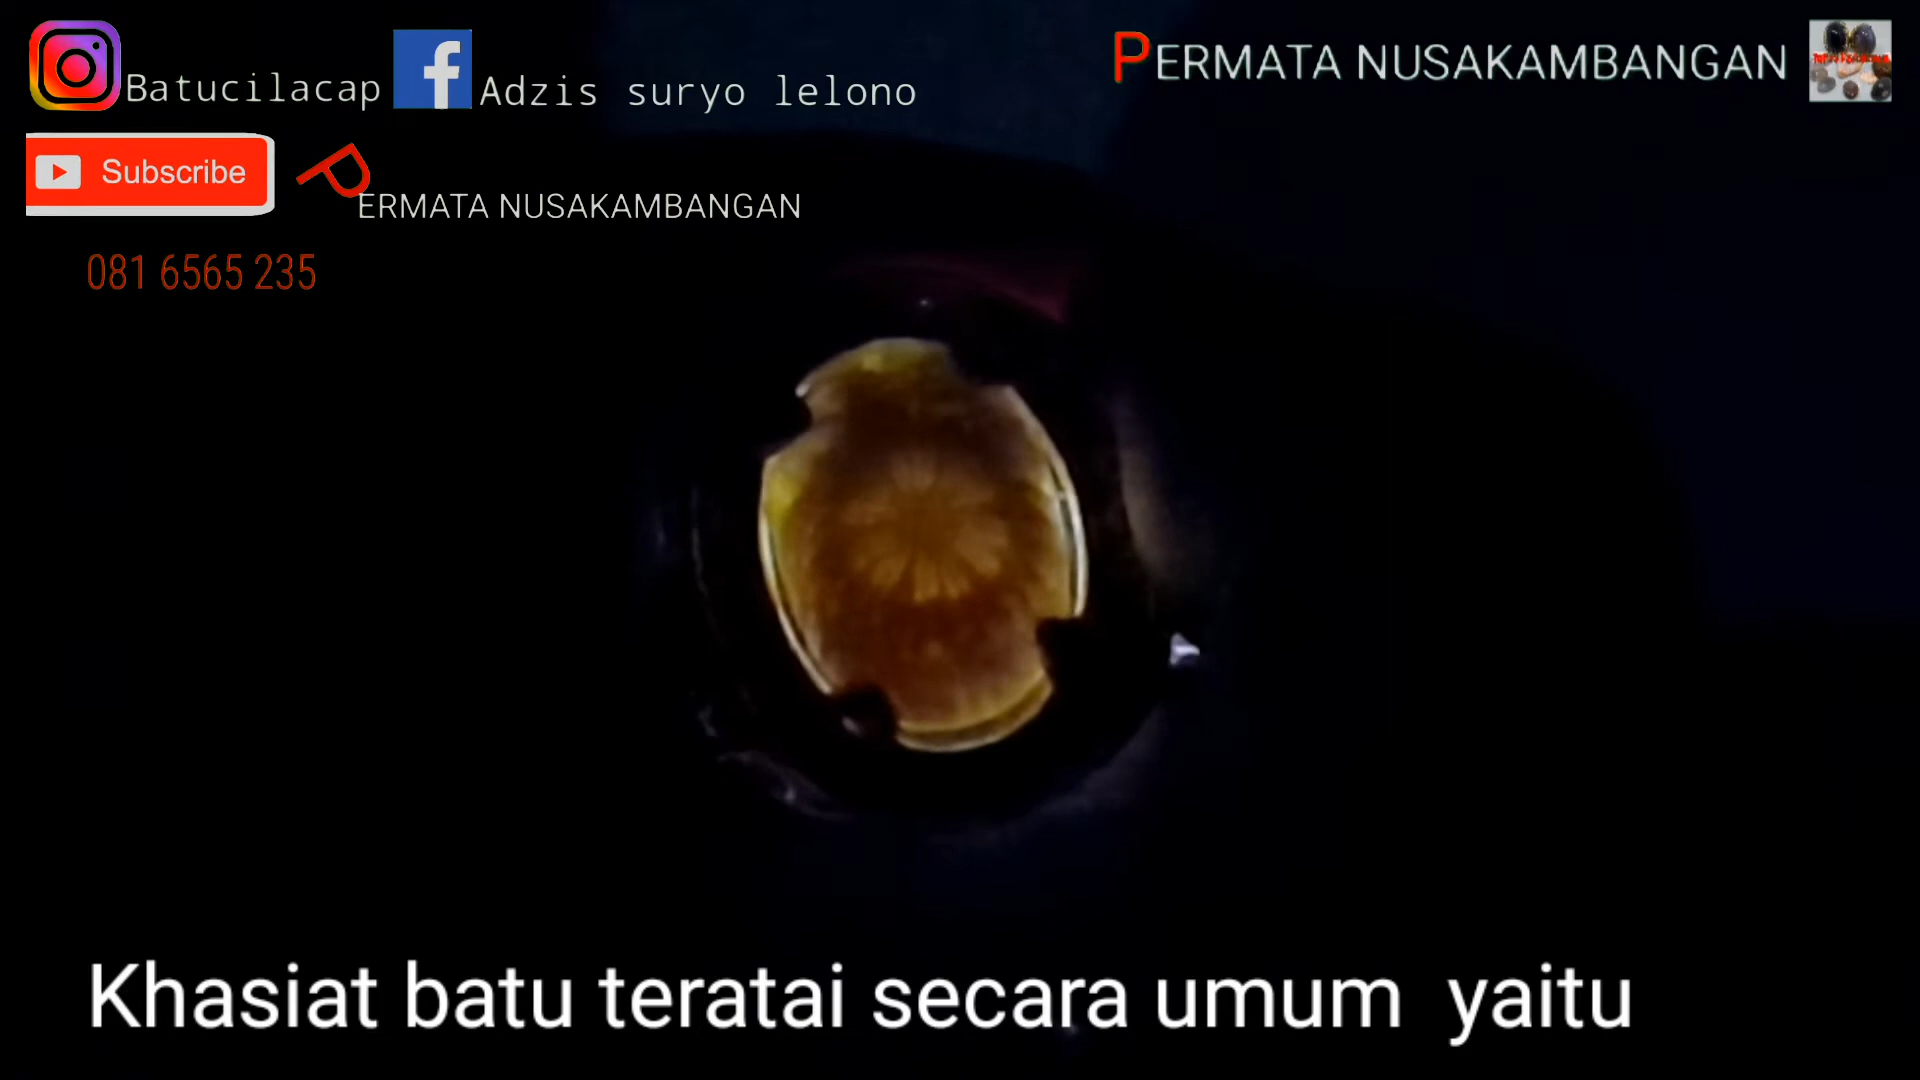 Batucilacap
Adzis suryo lelono
PERMATA NUSAKAMBANGAN
Subscribe
PERMATA NUSAKAMBANGAN
081 6565 235
Khasiat batu teratai secara umum yaitu